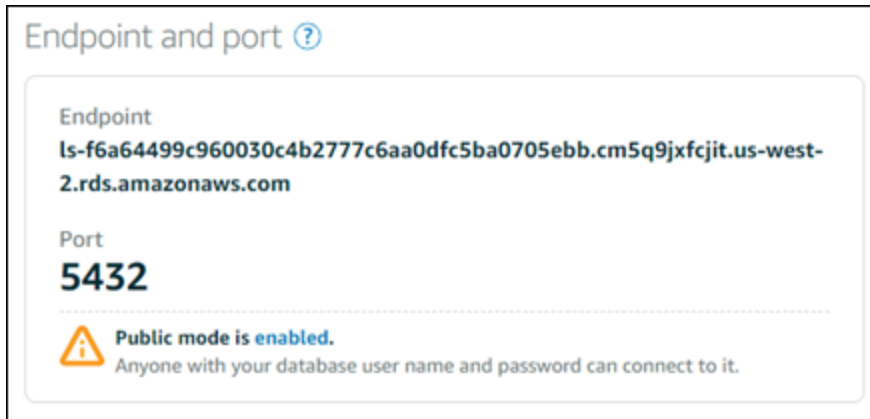 Endpoint and port ?
Endpoint
ls-f6a64499c960030c4b2777c6aa0dfc5ba0705ebb.cm5q9jxfcjit.us-west-
2.rds.amazonaws.com
Port
5432
Public mode is enabled.
Anyone with your database user name and password can connect to it.